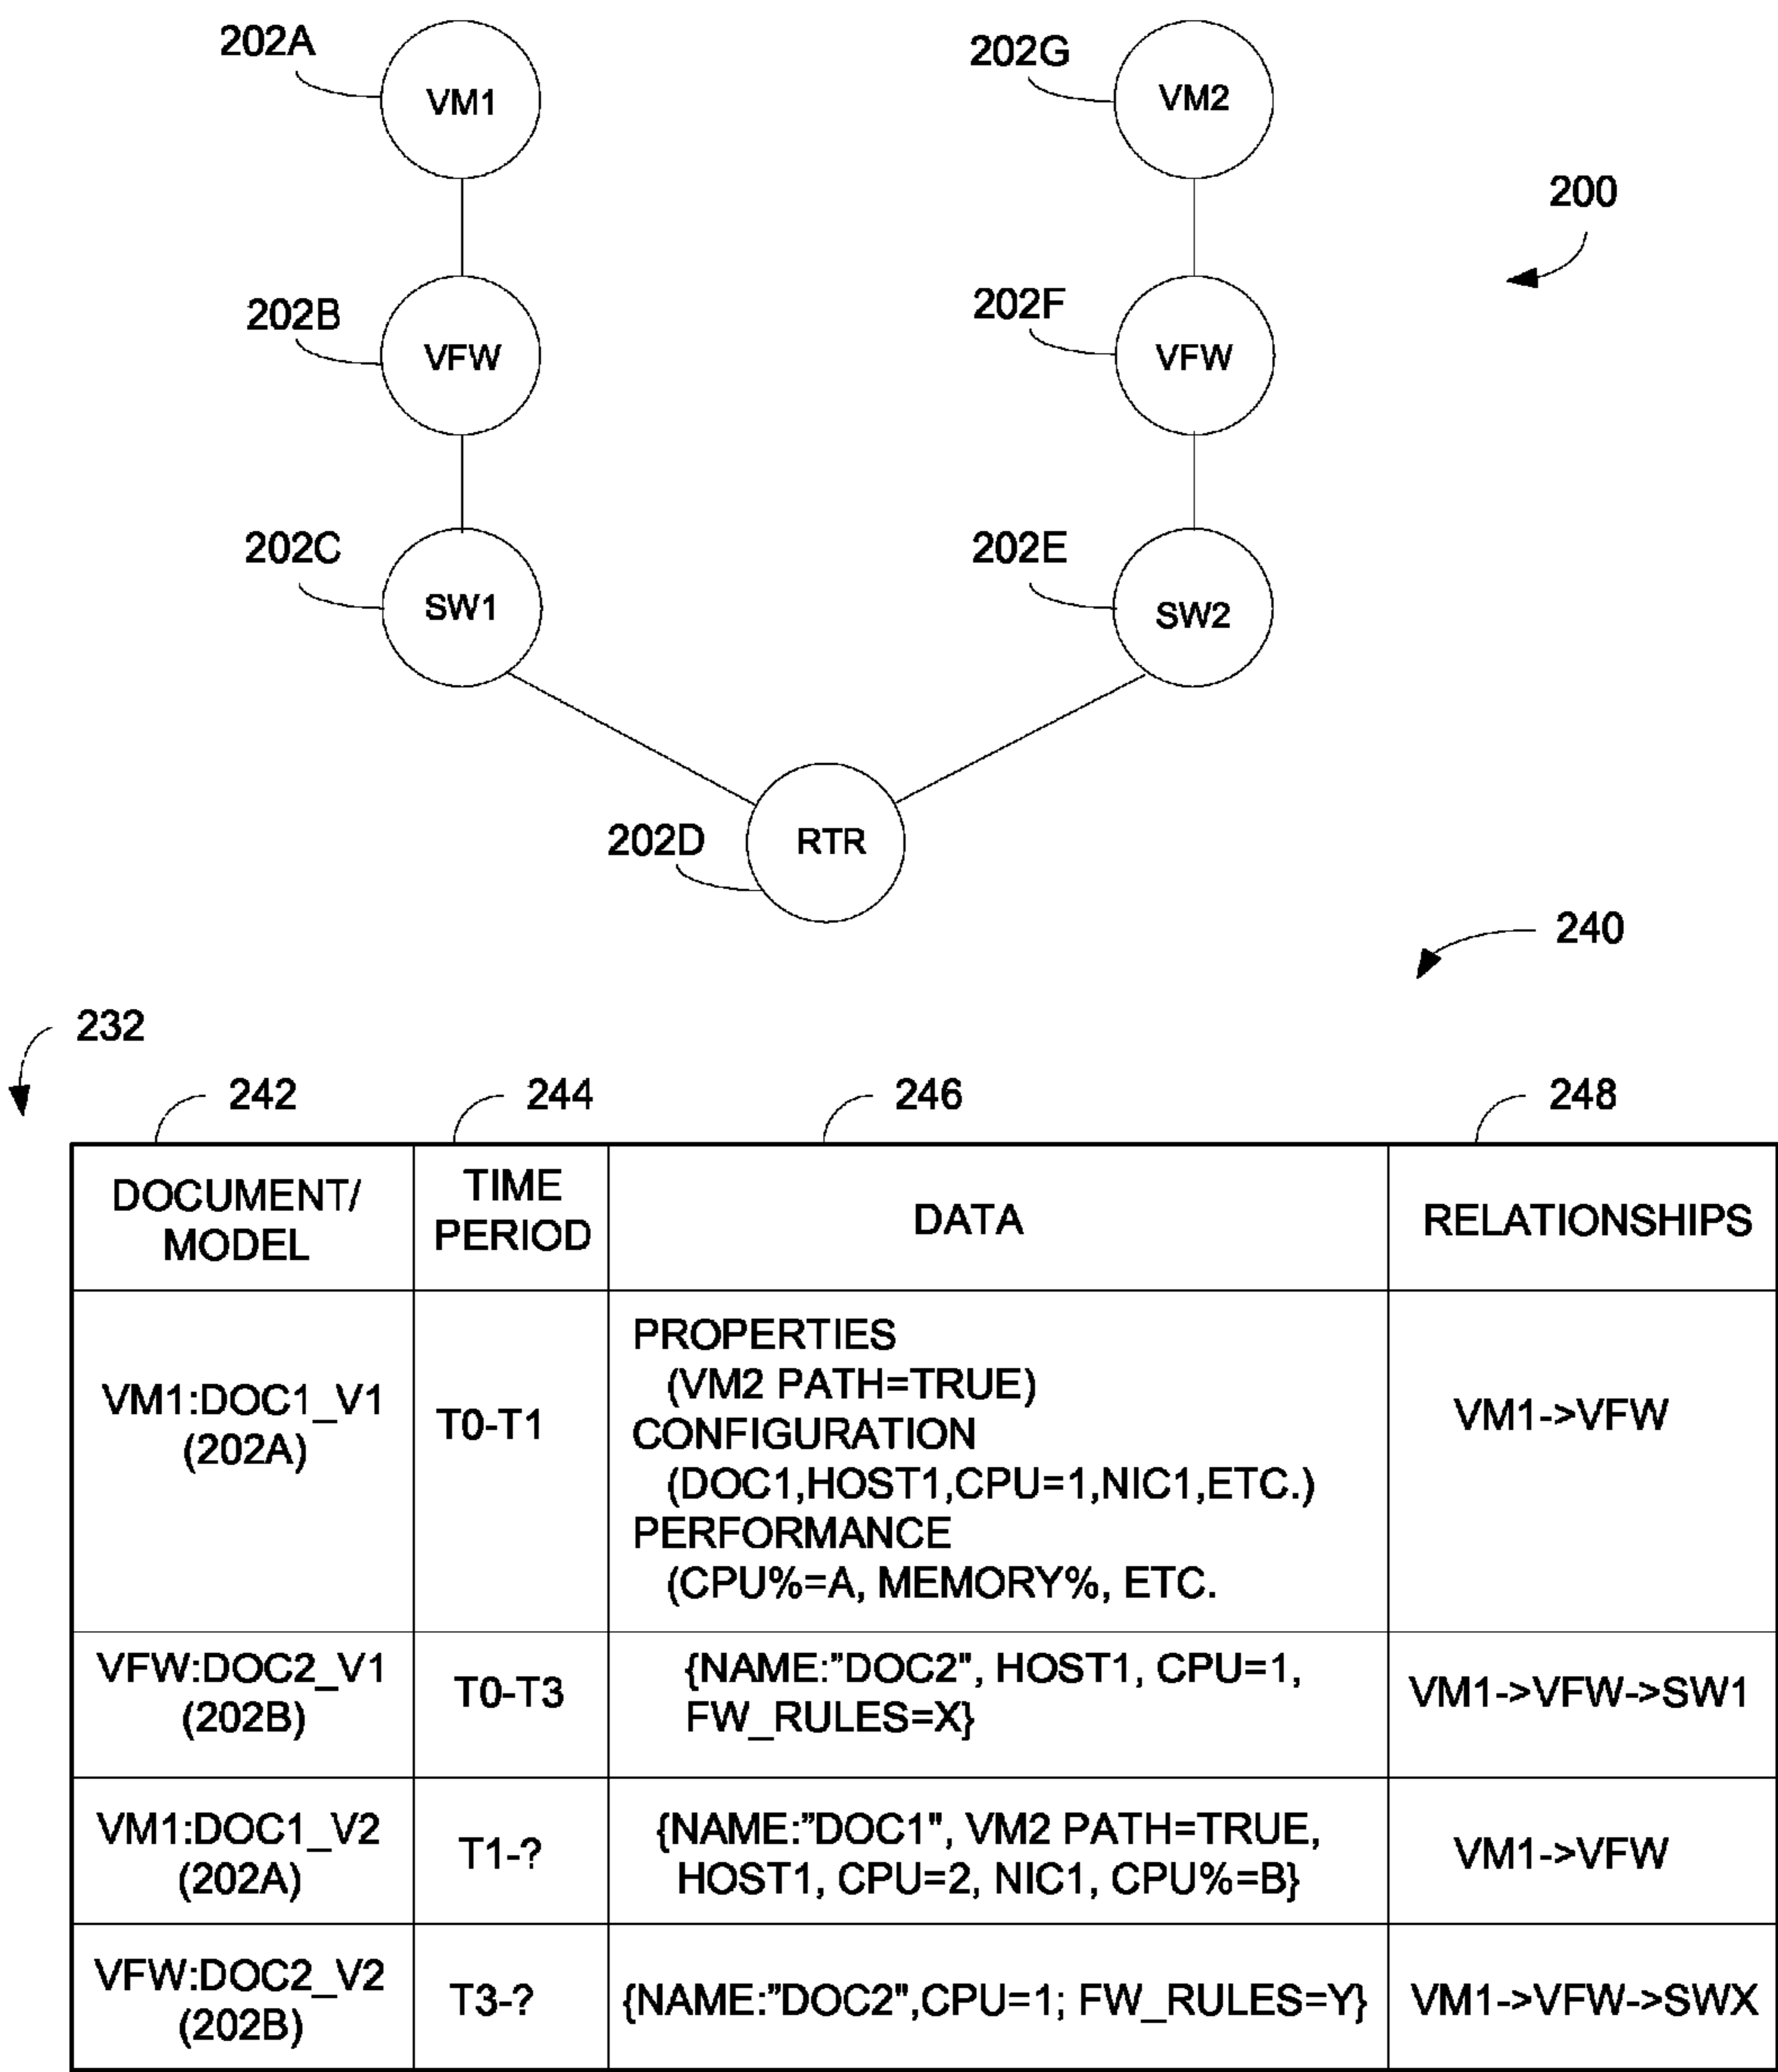 202A
VM1
202G
VM2
200
202B
VFW
202F
VFW
202C
SW1
202E
SW2
202D
RTR
240
232
242
244
246
248
DOCUMENT/
MODEL
TIME
PERIOD
DATA
RELATIONSHIPS
VM1:DOC1_V1
(202A)
T0-T1
PROPERTIES
(VM2 PATH=TRUE)
CONFIGURATION
(DOC1,HOST1,CPU=1,NIC1,ETC.)
PERFORMANCE
(CPU%=A, MEMORY%, ETC.
VM1->VFW
VFW:DOC2_V1
(202B)
T0-T3
{NAME:"DOC2", HOST1, CPU=1,
FW_RULES=X}
VM1->VFW->SW1
VM1:DOC1_V2
(202A)
T1-?
{NAME:"DOC1", VM2 PATH=TRUE,
HOST1, CPU=2, NIC1, CPU%=B}
VM1->VFW
VFW:DOC2_V2
(202B)
T3-?
{NAME:"DOC2",CPU=1; FW_RULES=Y}
VM1->VFW->SWX